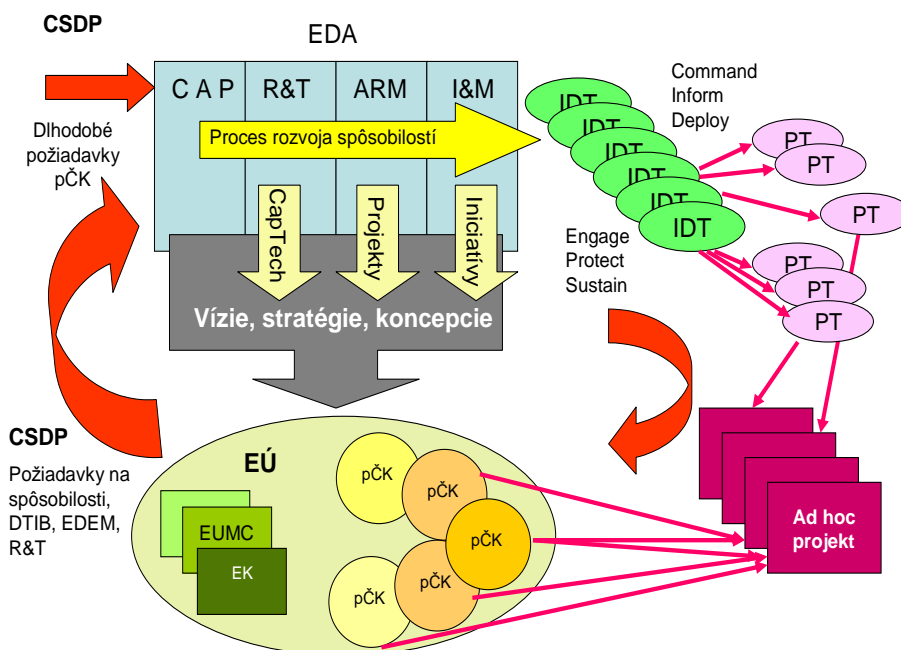 CSDP
EDA
C A P
R&T
ARM
I&M
Dlhodobé
požiadavky
pČK
Proces rozvoja spôsobilostí
CapTech
Projekty
Iniciatívy
Vízie, stratégie, koncepcie
IDT
IDT
IDT
IDT
IDT
IDT
Command
Inform
Deploy
Engage
Protect
Sustain
PT
PT
PT
PT
PT
PT
CSDP
Požiadavky na
spôsobilosti,
DTIB, EDEM,
R&T
EÚ
EUMC
EK
pČK
pČK
pČK
pČK
pČK
Ad hoc
projekt